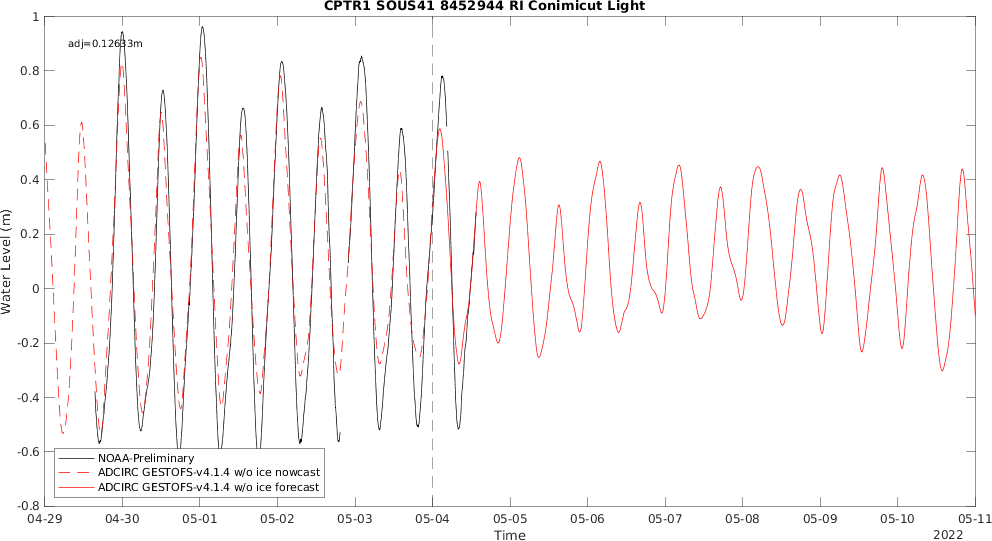 CPTR1 SOUS41 8452944 RI Conimicut Light
adj=0.12633m
1
0.8
0.6
0.4
0.2
0
-0.2
-0.4
-0.6
-0.8
Water Level (m)
NOAA-Preliminary
ADCIRC GESTOFS-v4.1.4 w/o ice nowcast
ADCIRC GESTOFS-v4.1.4 w/o ice forecast
04-29 04-30 05-01 05-02 05-03 05-04 05-05 05-06 05-07 05-08 05-09 05-10 05-11
Time
2022